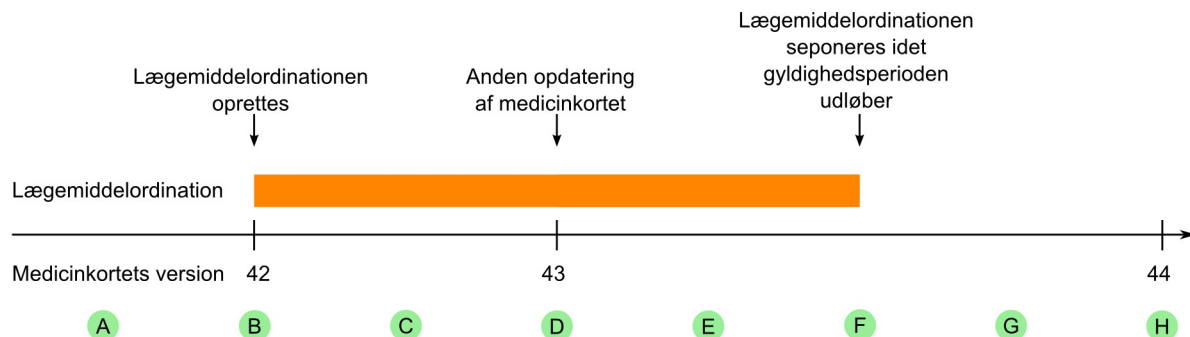 Lægemiddelordinationen
oprettes
Anden opdatering
af medicinkortet
Lægemiddelordinationen
seponeres idet
gyldighedsperioden
udløber
Lægemiddelordination
Medicinkortets version 42 43 44
A B C D E F G H